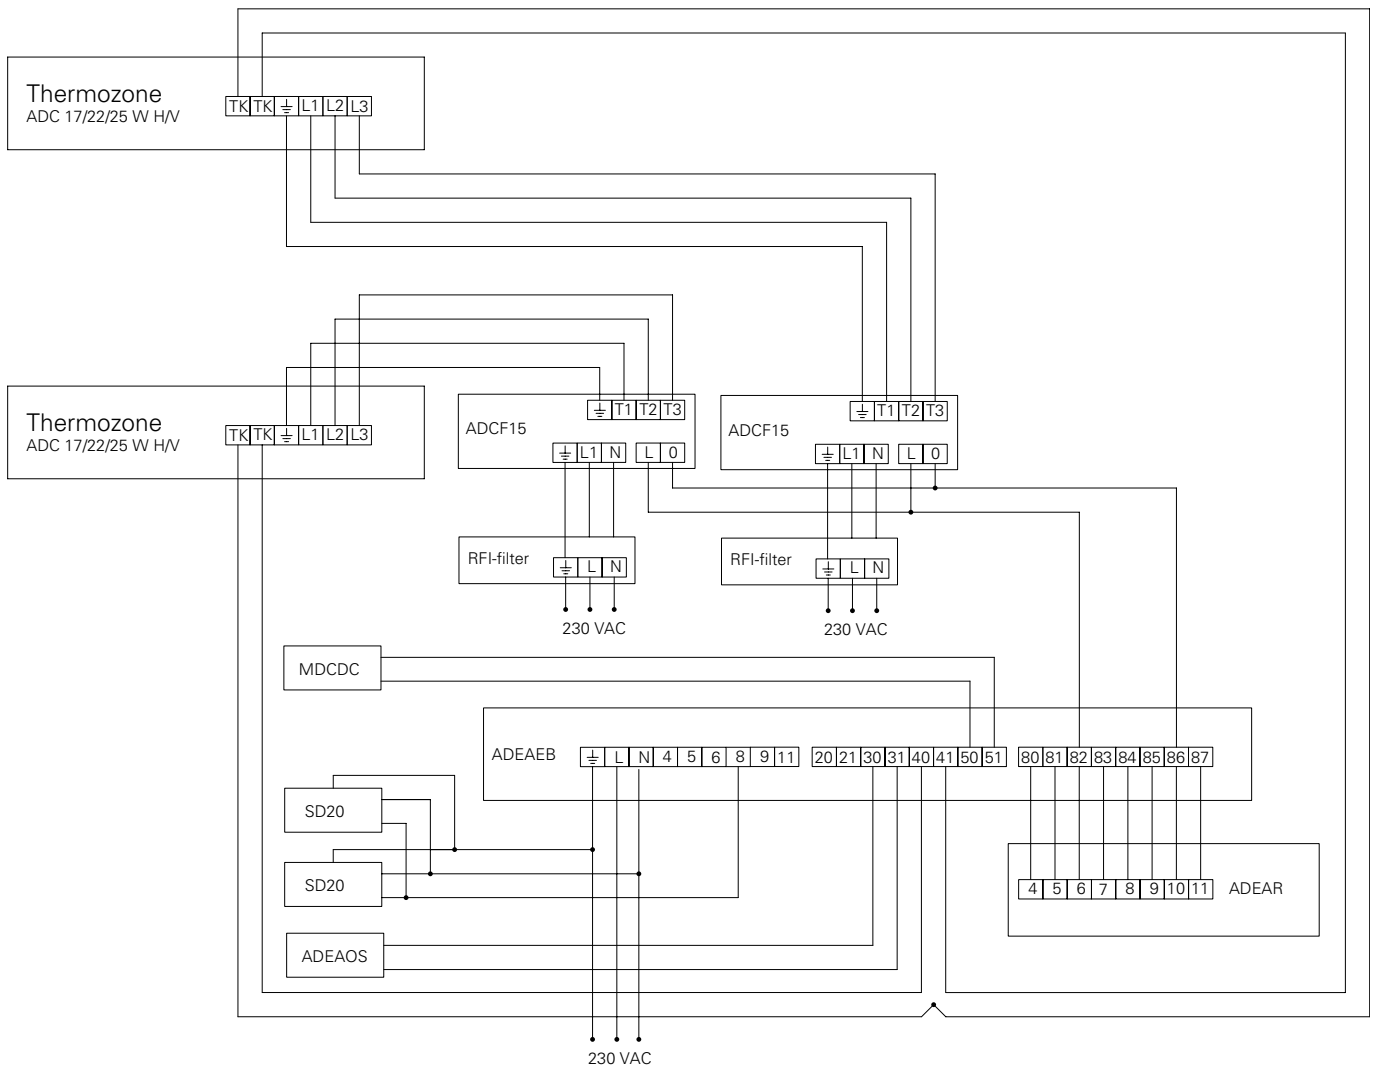 Thermozone
ADC 17/22/25 W H/V
TK TK ⏚ L1 L2 L3
Thermozone
ADC 17/22/25 W H/V
TK TK ⏚ L1 L2 L3
ADCF15
⏚ T1 T2 T3
⏚ L1 N L 0
ADCF15
⏚ T1 T2 T3
⏚ L1 N L 0
RFI-filter
⏚ L N
230 VAC
RFI-filter
⏚ L N
230 VAC
MDCDC
ADEAEB
⏚ L N 4 5 6 8 9 11
20 21 30 31 40 41 50 51
80 81 82 83 84 85 86 87
SD20
SD20
4 5 6 7 8 9 10 11
ADEAR
ADEAOS
230 VAC